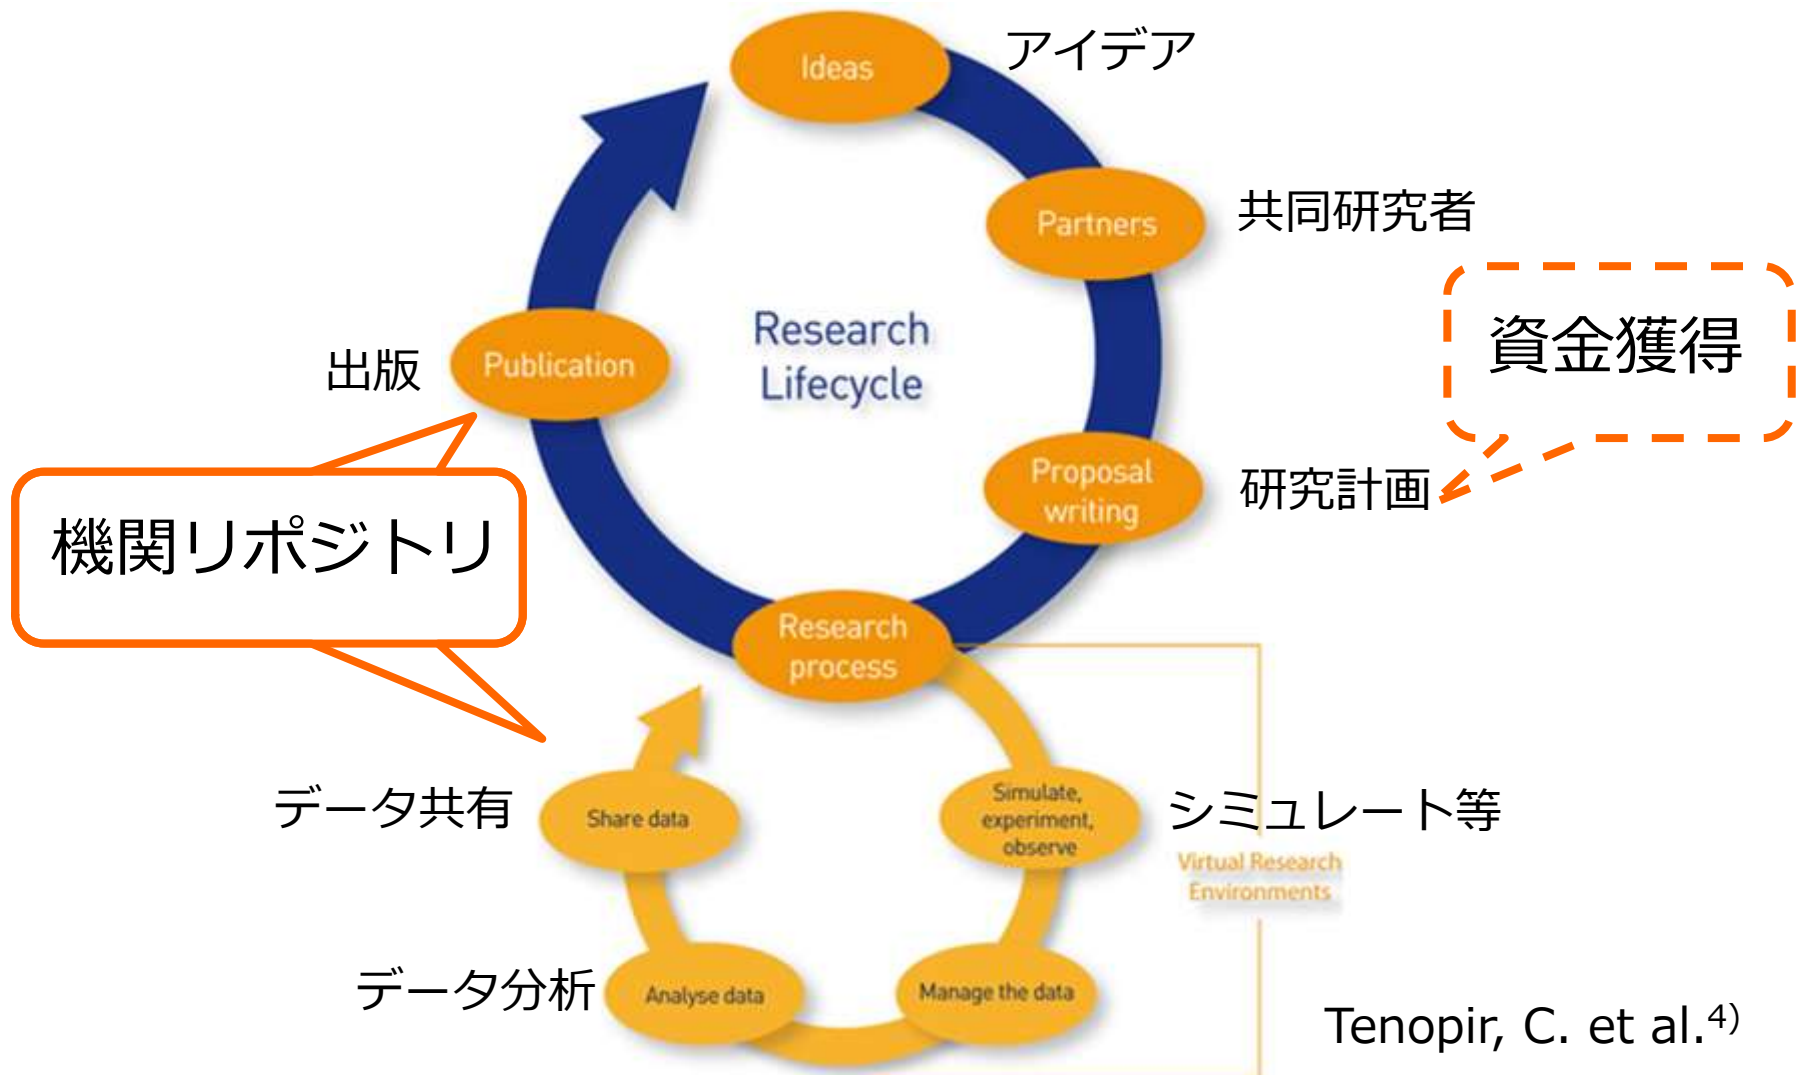 Ideas
アイデア
Partners
共同研究者
資金獲得
Research
Lifecycle
出版
Publication
Proposal
writing
研究計画
機関リポジトリ
Research
process
データ共有
Share data
Simulate,
experiment,
observe
シミュレート等
Virtual Research
Environments
データ分析
Analyse data
Manage the data
Tenopir, C. et al.4)